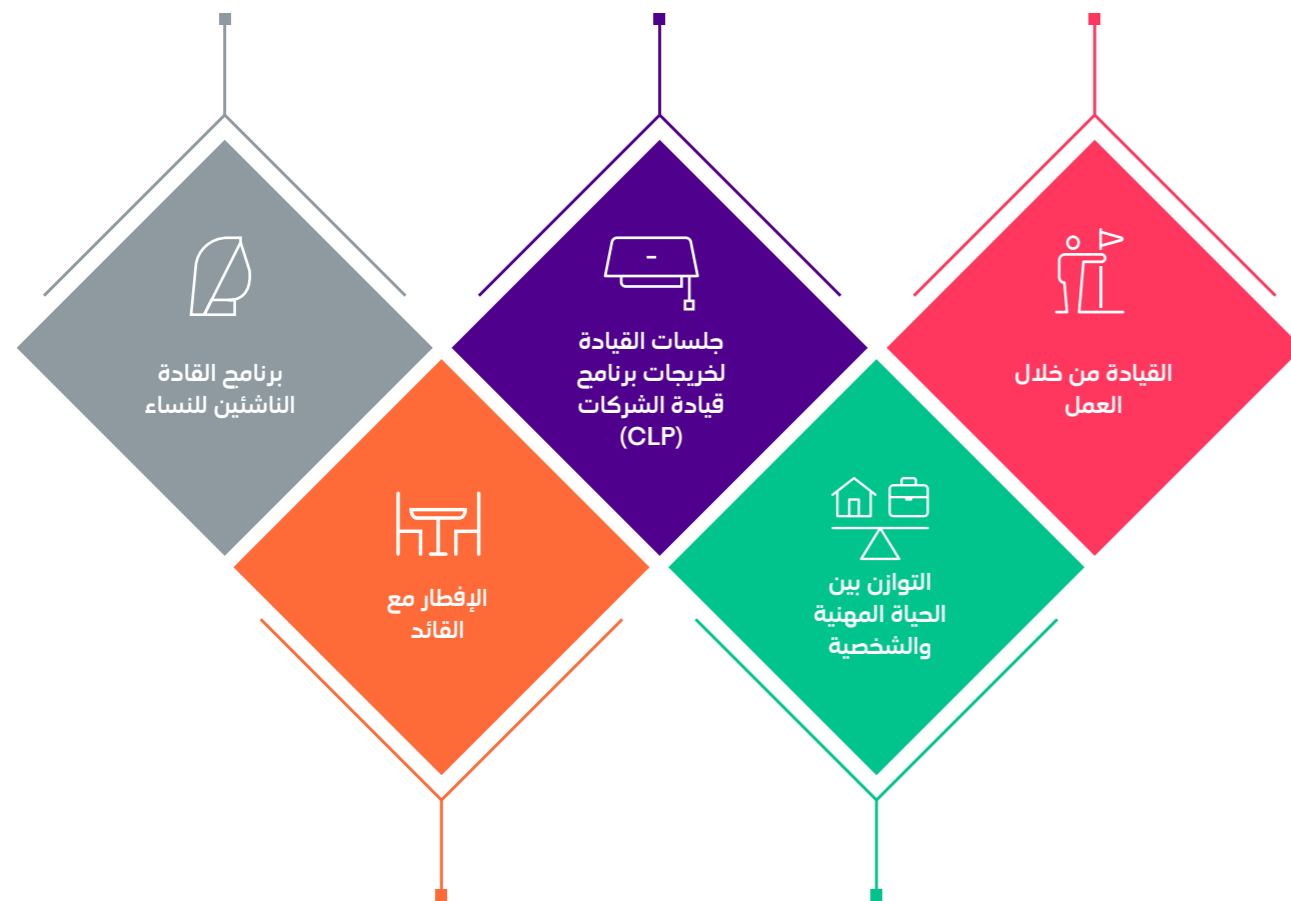 القيادة من خلال
العمل
التوازن بين
الحياة المهنية
والشخصية
جلسات القيادة
لخريجات برنامج
قيادة الشركات
(CLP)
الإفطار مع
القائد
برنامج القادة
الناشئين للنساء